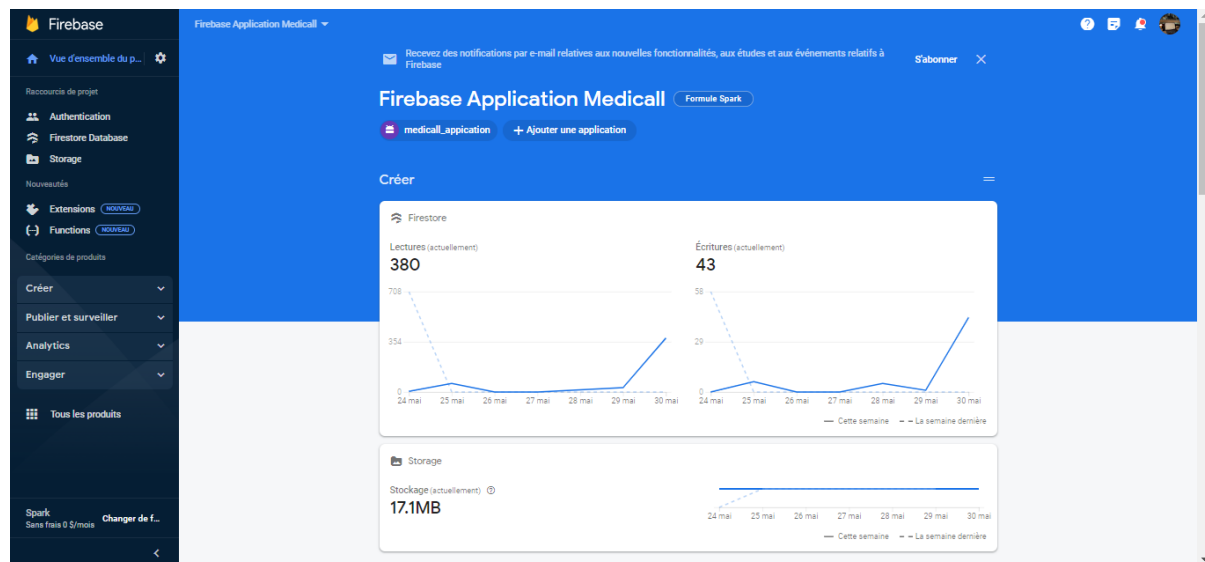 Firebase
Vue d'ensemble du p...
Raccourcis de projet
Authentication
Firestore Database
Storage
Nouveautés
Extensions NOUVEAU
Functions NOUVEAU
Catégories de produits
Créer
Publier et surveiller
Analytics
Engager
Tous les produits
Spark
Sans frais 0 $/mois
Changer de f...
Firebase Application Medicall
Recevez des notifications par e-mail relatives aux nouvelles fonctionnalités, aux études et aux événements relatifs à
Firebase
S'abonner
Firebase Application Medicall Formule Spark
medicall_appication + Ajouter une application
Créer
Firestore
Lectures (actuellement)
380
708
354
0
24 mai 25 mai 26 mai 27 mai 28 mai 29 mai 30 mai
Écritures (actuellement)
43
58
29
0
24 mai 25 mai 26 mai 27 mai 28 mai 29 mai 30 mai
Cette semaine La semaine dernière
Storage
Stockage (actuellement)
17.1MB
24 mai 25 mai 26 mai 27 mai 28 mai 29 mai 30 mai
Cette semaine La semaine dernière